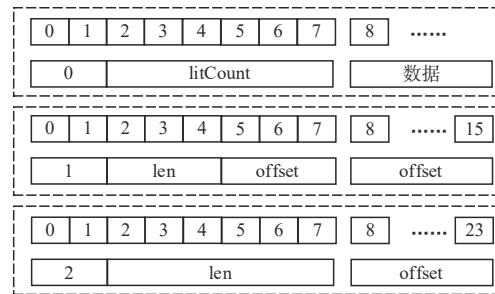 0 1 2 3 4 5 6 7 8 ……
0 litCount 数据
0 1 2 3 4 5 6 7 8 …… 15
1 len offset offset
0 1 2 3 4 5 6 7 8 …… 23
2 len offset